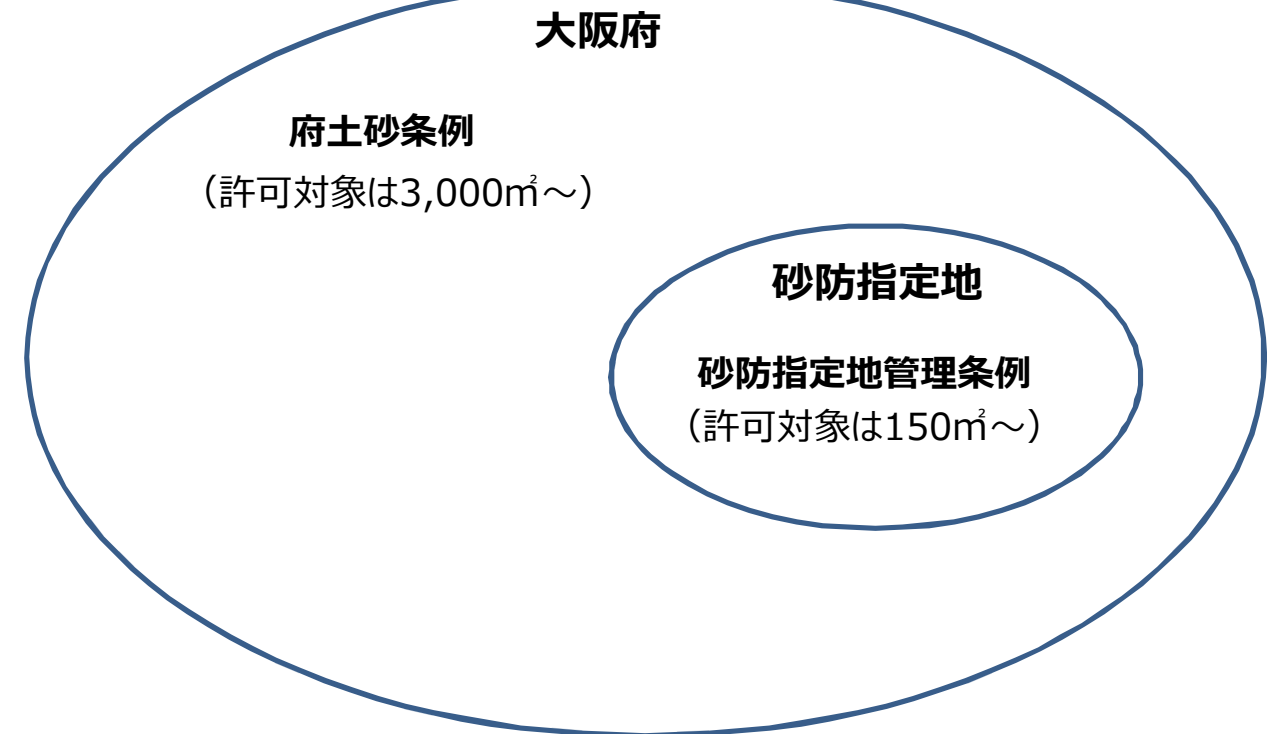 大阪府
府土砂条例
（許可対象は3,000㎡～）
砂防指定地
砂防指定地管理条例
（許可対象は150㎡～）